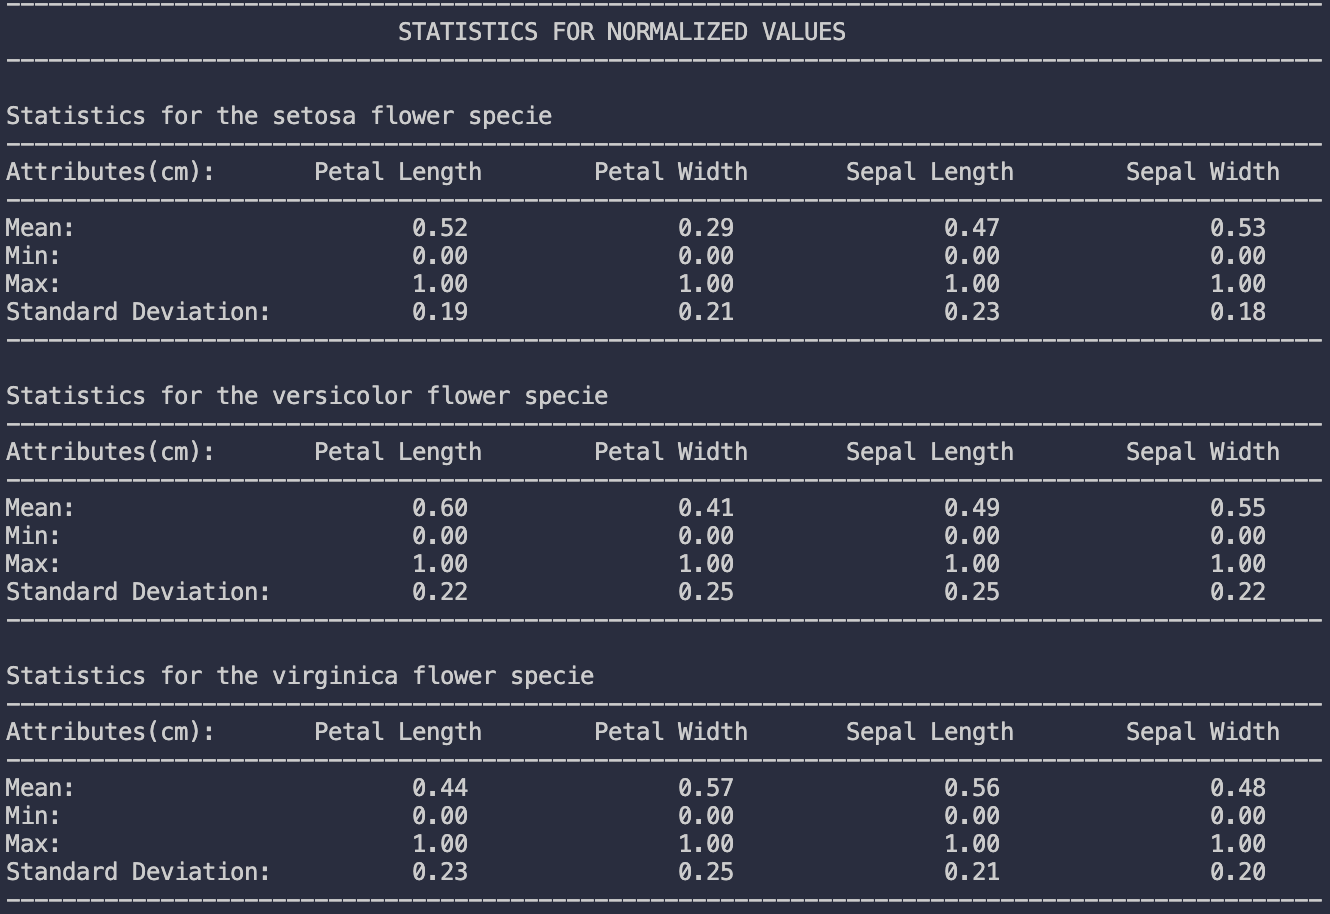 STATISTICS FOR NORMALIZED VALUES
Statistics for the setosa flower specie
Attributes(cm): Petal Length Petal Width Sepal Length Sepal Width
Mean: 0.52 0.29 0.47 0.53
Min: 0.00 0.00 0.00 0.00
Max: 1.00 1.00 1.00 1.00
Standard Deviation: 0.19 0.21 0.23 0.18
Statistics for the versicolor flower specie
Attributes(cm): Petal Length Petal Width Sepal Length Sepal Width
Mean: 0.60 0.41 0.49 0.55
Min: 0.00 0.00 0.00 0.00
Max: 1.00 1.00 1.00 1.00
Standard Deviation: 0.22 0.25 0.25 0.22
Statistics for the virginica flower specie
Attributes(cm): Petal Length Petal Width Sepal Length Sepal Width
Mean: 0.44 0.57 0.56 0.48
Min: 0.00 0.00 0.00 0.00
Max: 1.00 1.00 1.00 1.00
Standard Deviation: 0.23 0.25 0.21 0.20